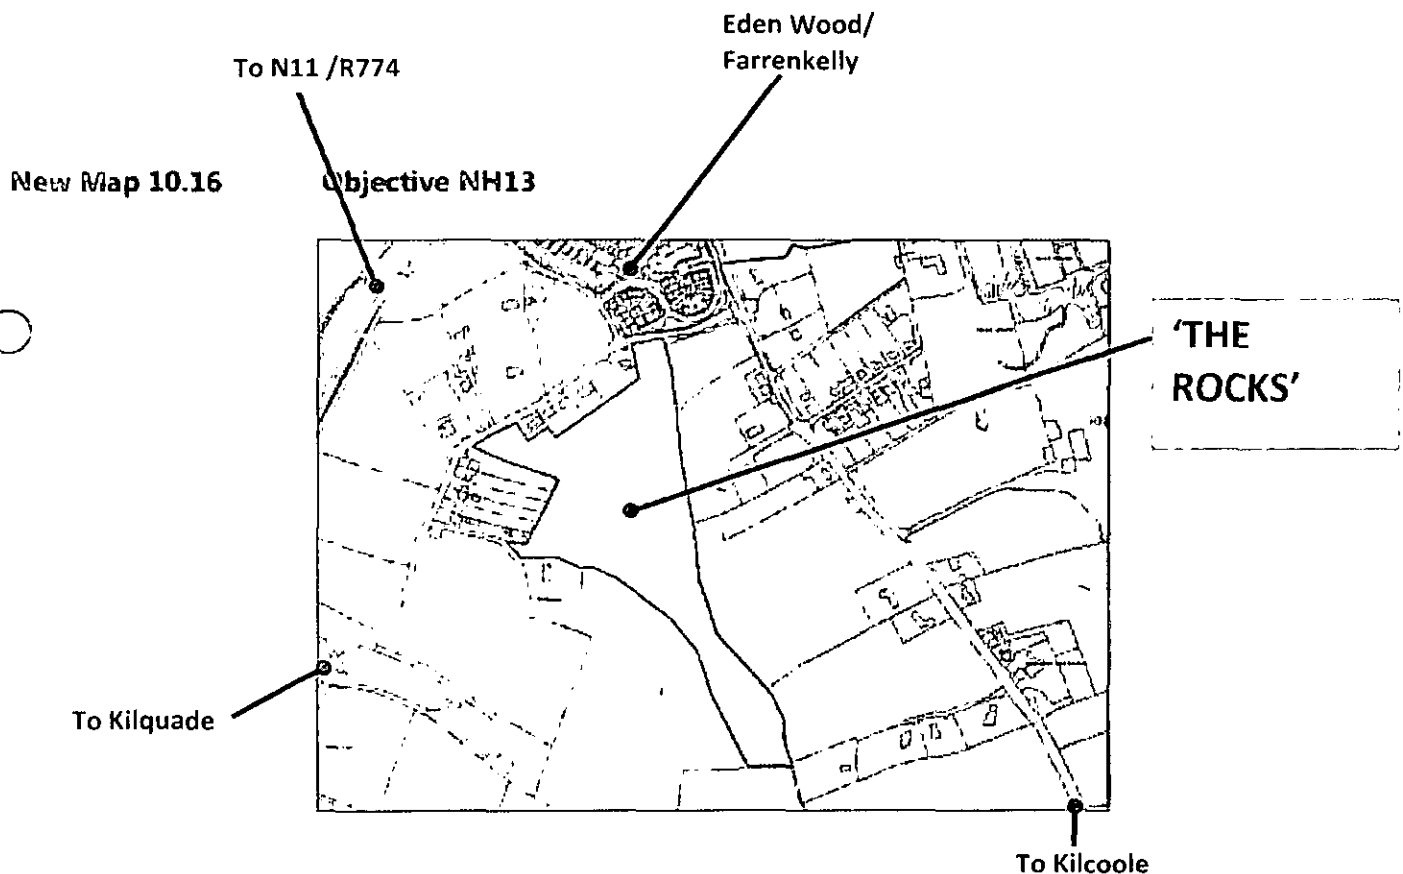 Eden Wood/
Farrenkelly
To N11 /R774
New Map 10.16 Objective NH13
'THE
ROCKS'
To Kilquade
To Kilcoole